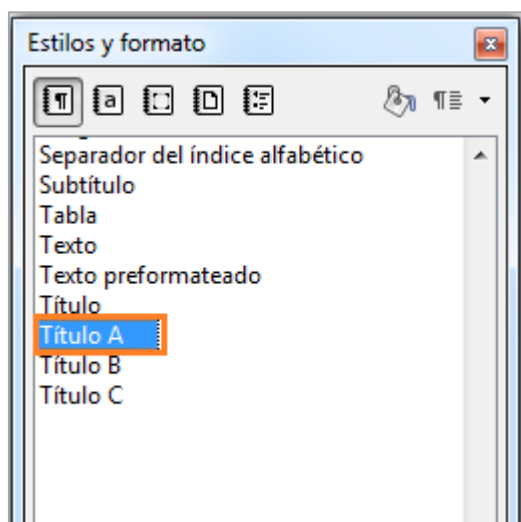 Estilos y formato
Separador del índice alfabético
Subtítulo
Tabla
Texto
Texto preformateado
Título
Título A
Título B
Título C